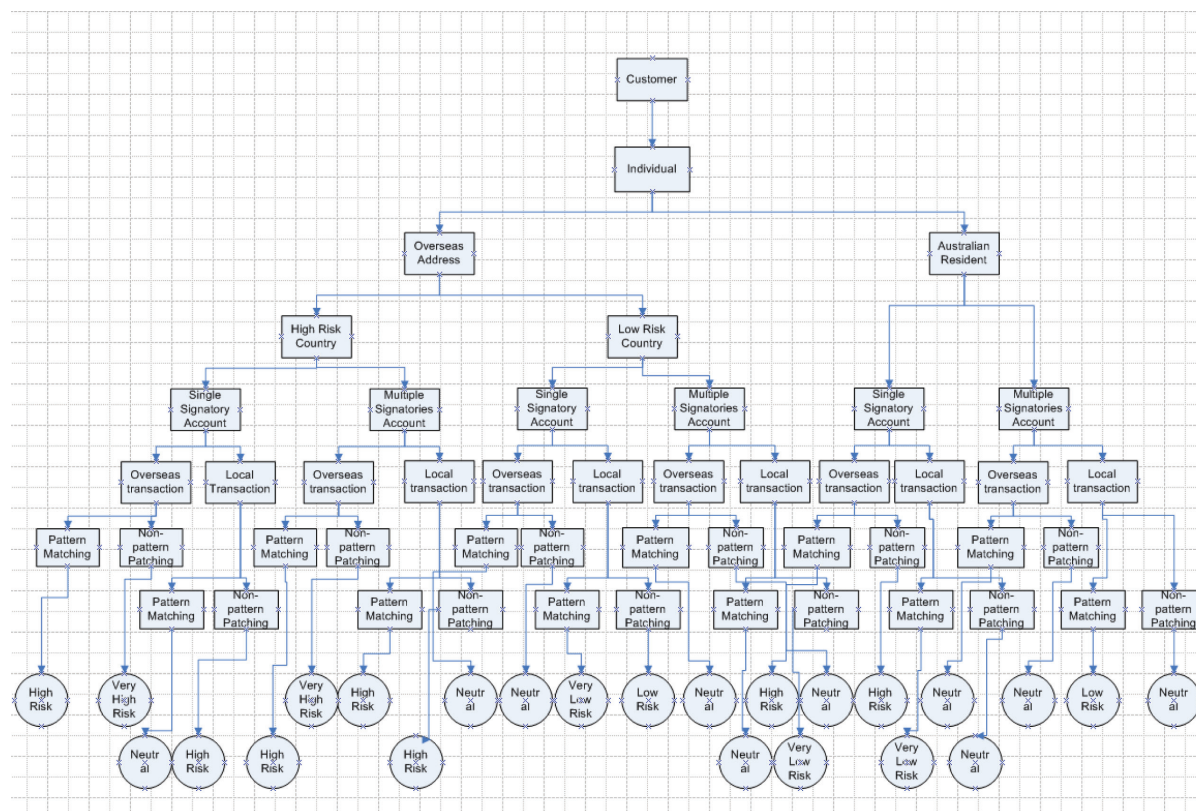 Customer
Individual
Overseas
Address
Australian
Resident
High Risk
Country
Low Risk
Country
Single
Signatory
Account
Multiple
Signatories
Account
Single
Signatory
Account
Multiple
Signatories
Account
Single
Signatory
Account
Multiple
Signatories
Account
Overseas
transaction
Local
Transaction
Overseas
transaction
Local
transaction
Overseas
transaction
Local
transaction
Overseas
transaction
Local
transaction
Overseas
transaction
Local
transaction
Overseas
transaction
Local
transaction
Pattern
Matching
Non-
pattern
Patching
Pattern
Matching
Non-
pattern
Patching
Pattern
Matching
Non-
pattern
Patching
Pattern
Matching
Non-
pattern
Patching
Pattern
Matching
Non-
pattern
Patching
Pattern
Matching
Non-
pattern
Patching
Pattern
Matching
Non-
pattern
Patching
Pattern
Matching
Non-
pattern
Patching
Pattern
Matching
Non-
pattern
Patching
Pattern
Matching
Non-
pattern
Patching
Pattern
Matching
Non-
pattern
Patching
Pattern
Matching
Non-
pattern
Patching
High
Risk
Very
High
Risk
Very
High
Risk
High
Risk
Neutr
al
Neutr
al
Very
Low
Risk
Low
Risk
Neutr
al
High
Risk
Neutr
al
High
Risk
Neutr
al
Neutr
al
Low
Risk
Neutr
al
Neutr
al
High
Risk
High
Risk
High
Risk
Neutr
al
Very
Low
Risk
Very
Low
Risk
Neutr
al